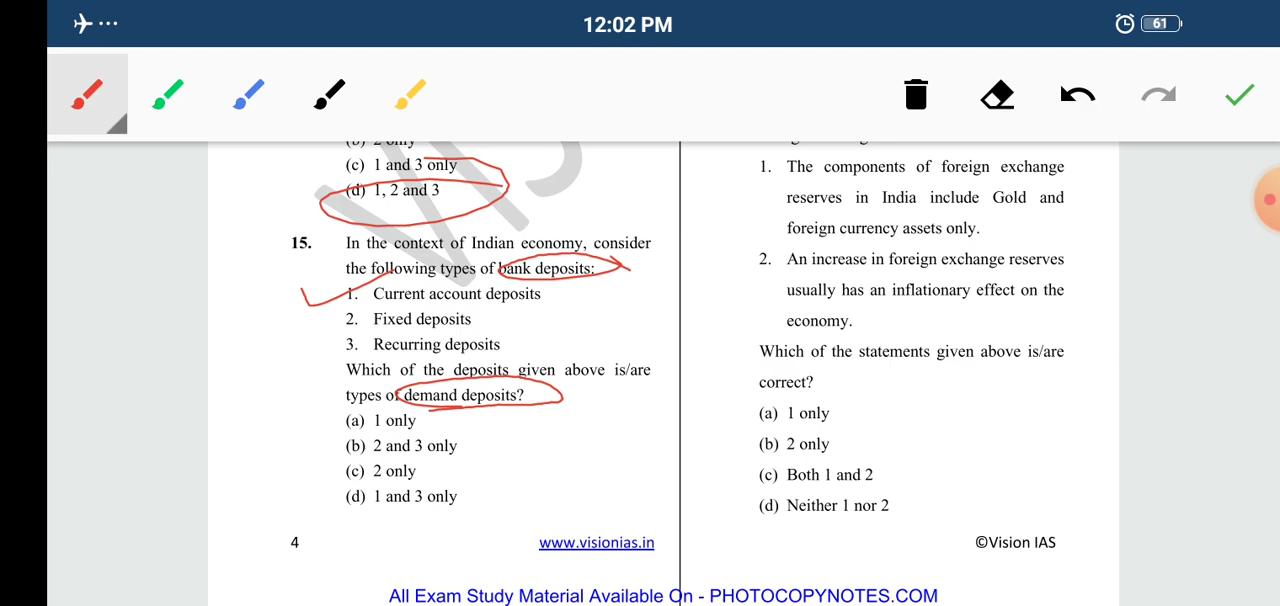 12:02 PM
61
(c) 1 and 3 only
(d) 1, 2 and 3
15. In the context of Indian economy, consider
the following types of bank deposits:
1. Current account deposits
2. Fixed deposits
3. Recurring deposits
Which of the deposits given above is/are
types of demand deposits?
(a) 1 only
(b) 2 and 3 only
(c) 2 only
(d) 1 and 3 only
1. The components of foreign exchange
reserves in India include Gold and
foreign currency assets only.
2. An increase in foreign exchange reserves
usually has an inflationary effect on the
economy.
Which of the statements given above is/are
correct?
(a) 1 only
(b) 2 only
(c) Both 1 and 2
(d) Neither 1 nor 2
4 www.visionias.in ©Vision IAS
All Exam Study Material Available On - PHOTOCOPYNOTES.COM